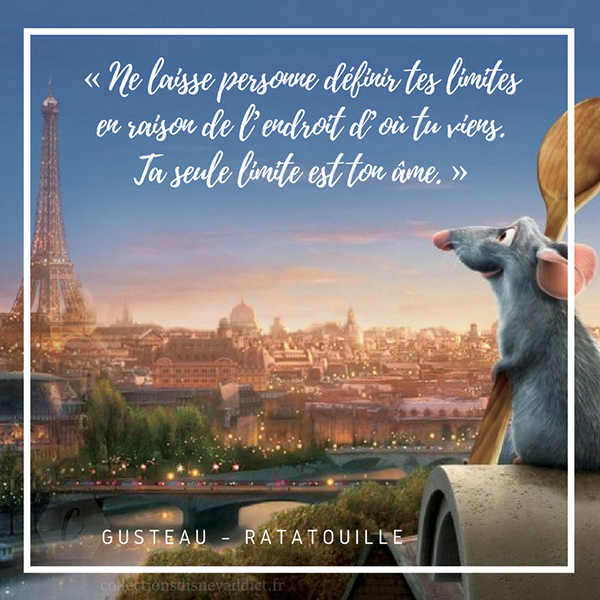 « Ne laisse personne définir tes limites
en raison de l'endroit d'où tu viens.
Ta seule limite est ton âme. »
GUSTEAU – RATATOUILLE
collectionsdisneyaddict.fr